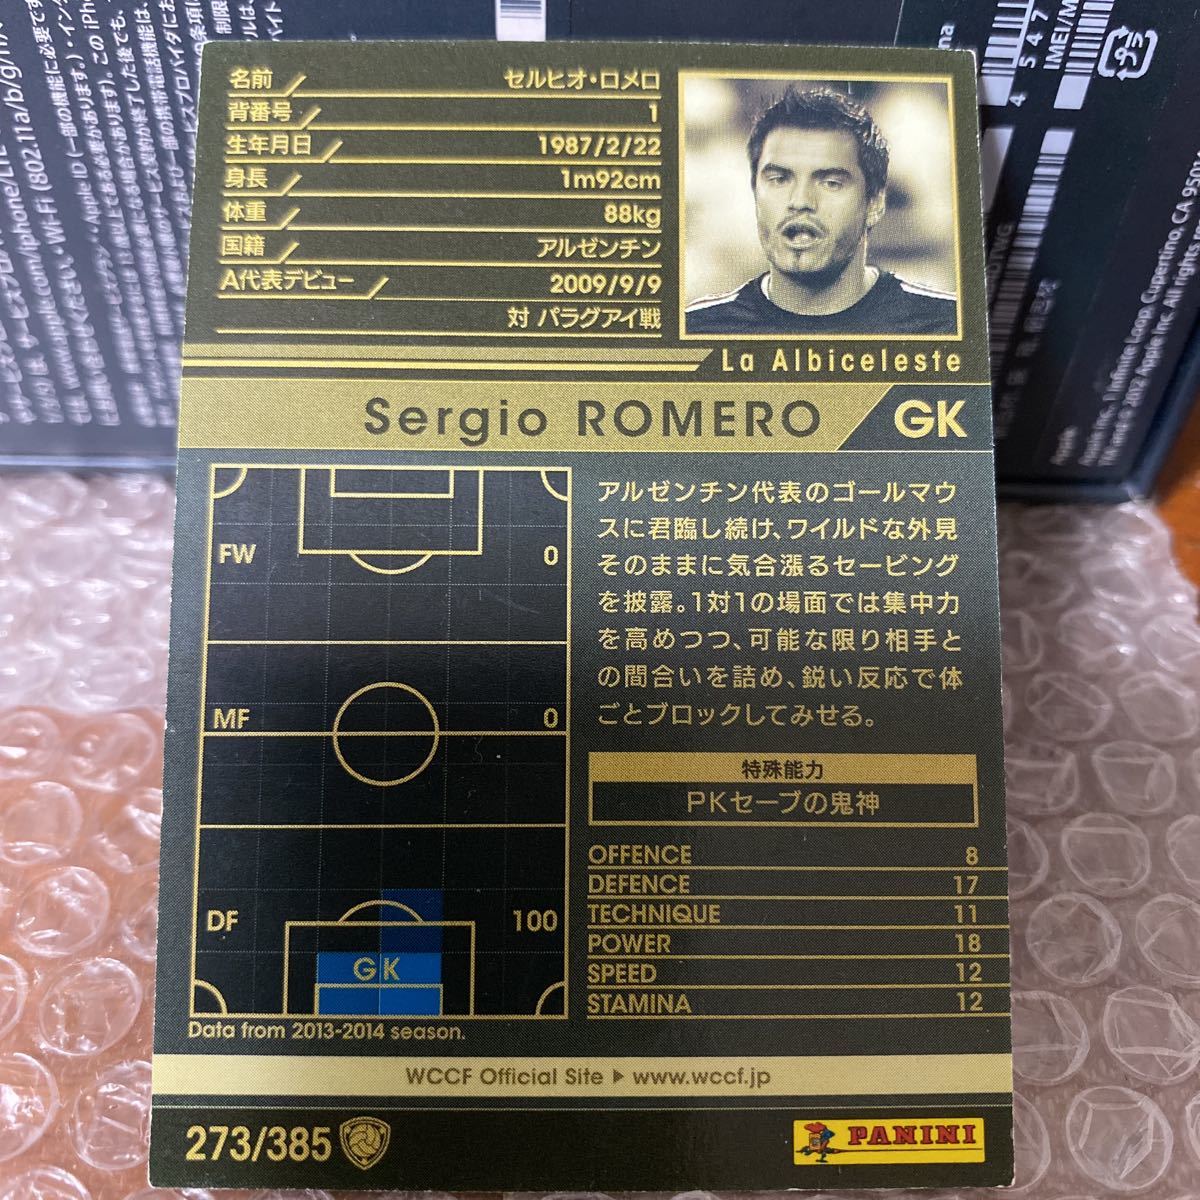 名前 セルヒオ・ロメロ
背番号 1
生年月日 1987/2/22
身長 1m92cm
体重 88kg
国籍 アルゼンチン
A代表デビュー 2009/9/9
対 パラグアイ戦
La Albiceleste
Sergio ROMERO GK
FW 0
MF 0
DF 100
GK
Data from 2013-2014 season.
アルゼンチン代表のゴールマウ
スに君臨し続け、ワイルドな外見
そのままに気合漲るセービング
を披露。1対1の場面では集中力
を高めつつ、可能な限り相手と
の間合いを詰め、鋭い反応で体
ごとブロックしてみせる。
特殊能力
PKセーブの鬼神
OFFENCE 8
DEFENCE 17
TECHNIQUE 11
POWER 18
SPEED 12
STAMINA 12
WCCF Official Site ▶ www.wccf.jp
273/385
PANINI
プラ